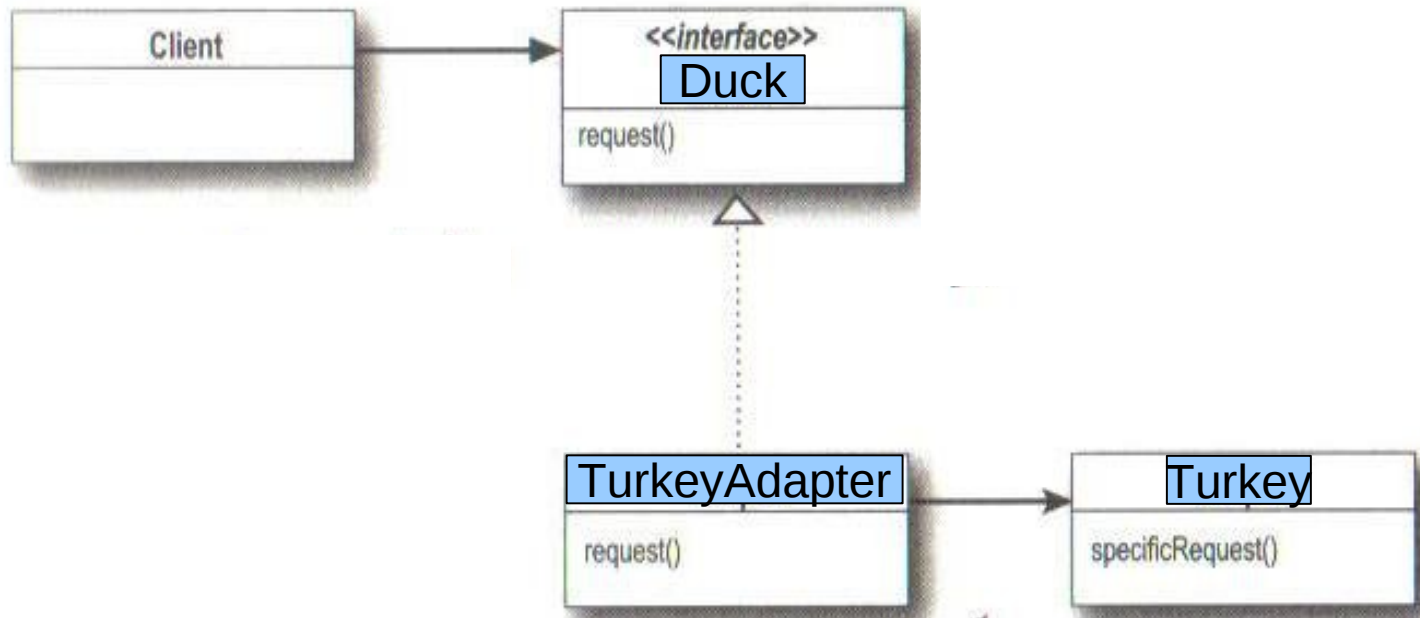 Client
<<interface>>
Duck
request()
TurkeyAdapter
request()
Turkey
specificRequest()